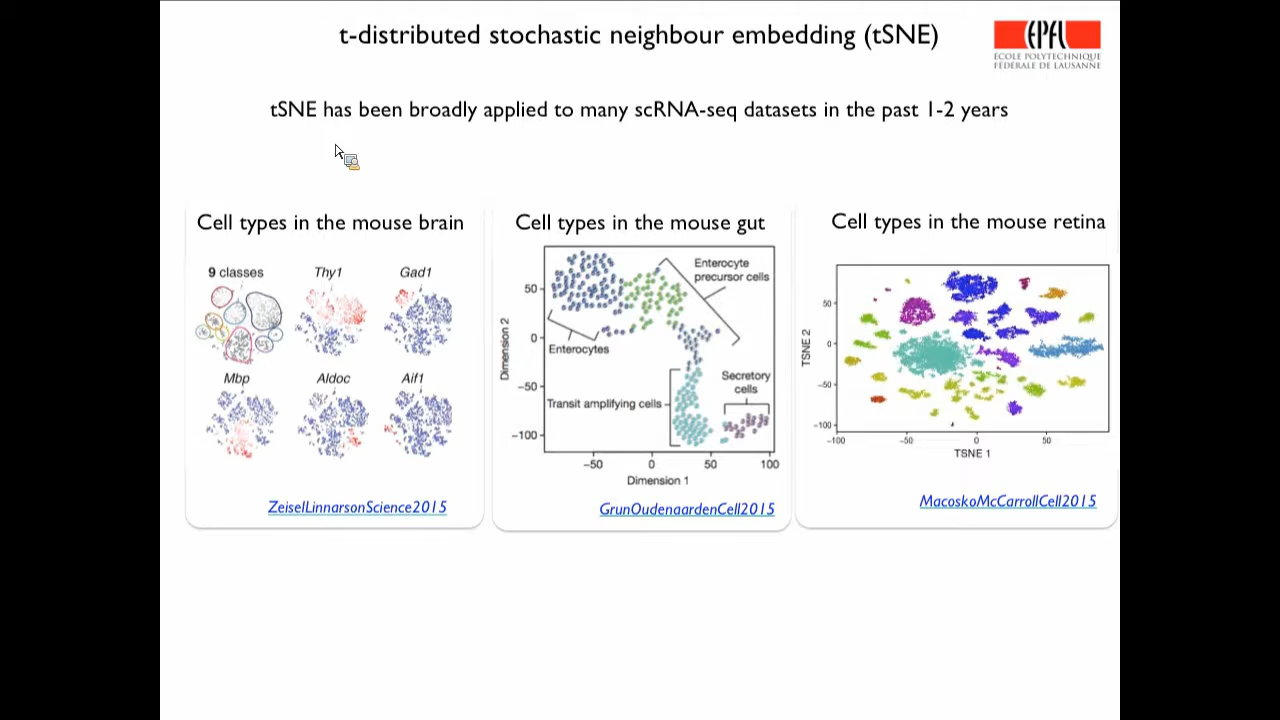 t-distributed stochastic neighbour embedding (tSNE)
EPFL
ECOLE POLYTECHNIQUE
FEDERALE DE LAUSANNE
tSNE has been broadly applied to many scRNA-seq datasets in the past 1-2 years
Cell types in the mouse brain
9 classes
Thy1
Gad1
Mbp
Aldoc
Aif1
ZeiselLinnarsonScience2015
Cell types in the mouse gut
Enterocyte
precursor cells
Enterocytes
Secretory
cells
Transit amplifying cells
Dimension 2
50
0
−50
−100
−50
0
50
100
Dimension 1
GrunOudenaardenCell2015
Cell types in the mouse retina
TSNE 2
50
0
-50
-100
-100
-50
0
50
TSNE 1
MacoskoMcCarrollCell2015